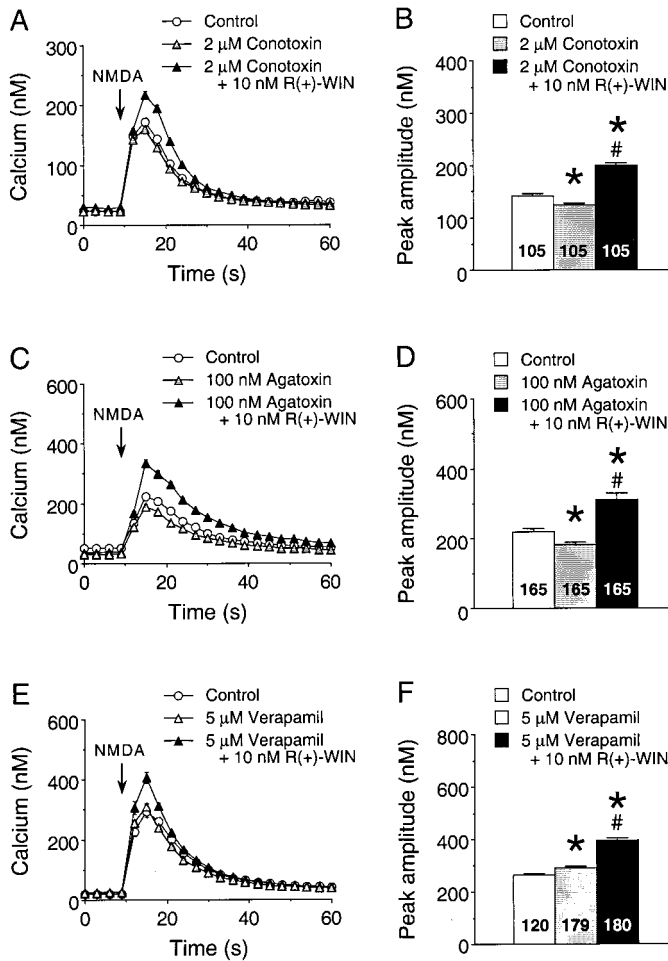 A
Control
2 μM Conotoxin
2 μM Conotoxin
+ 10 nM R(+)-WIN
NMDA
Calcium (nM)
300
200
100
0
0 20 40 60
Time (s)
B
Control
2 μM Conotoxin
2 μM Conotoxin
+ 10 nM R(+)-WIN
Peak amplitude (nM)
400
300
200
100
0
*
*
#
105 105 105
C
Control
100 nM Agatoxin
100 nM Agatoxin
+ 10 nM R(+)-WIN
NMDA
Calcium (nM)
600
400
200
0
0 20 40 60
Time (s)
D
Control
100 nM Agatoxin
100 nM Agatoxin
+ 10 nM R(+)-WIN
Peak amplitude (nM)
600
400
200
0
*
*
#
165 165 165
E
Control
5 μM Verapamil
5 μM Verapamil
+ 10 nM R(+)-WIN
NMDA
Calcium (nM)
600
400
200
0
0 20 40 60
Time (s)
F
Control
5 μM Verapamil
5 μM Verapamil
+ 10 nM R(+)-WIN
Peak amplitude (nM)
800
600
400
200
0
*
*
#
120 179 180